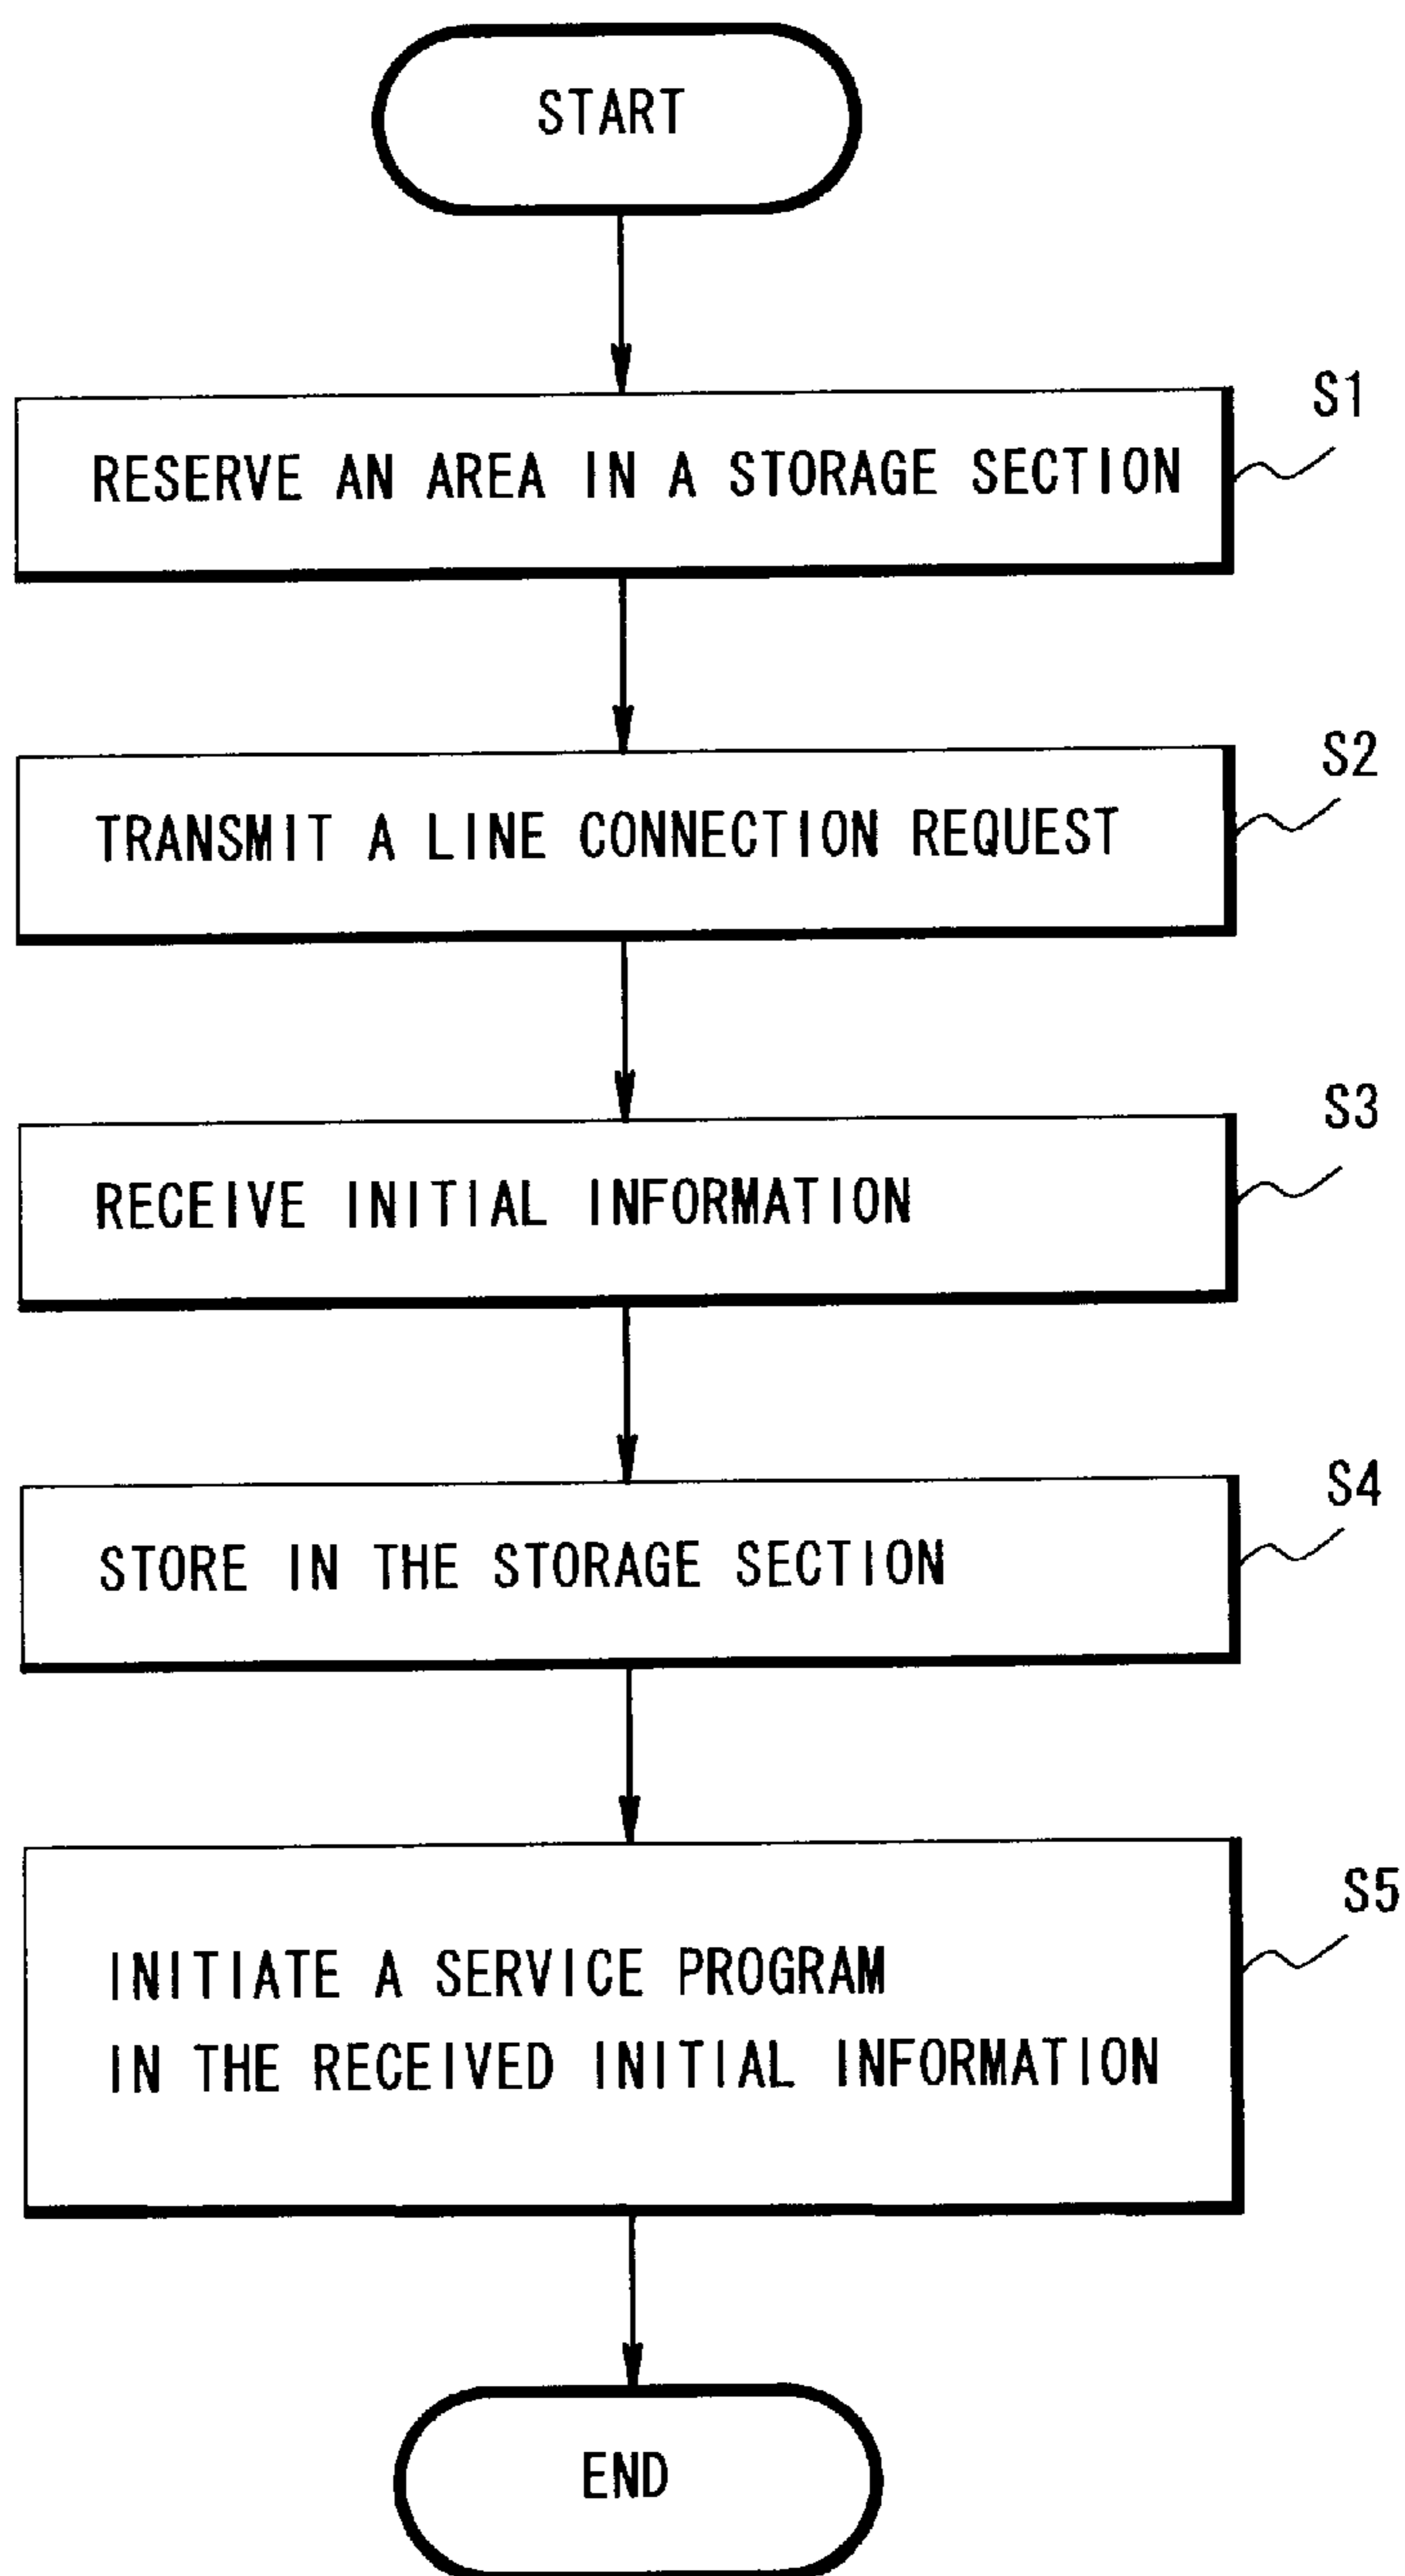 START
S1
RESERVE AN AREA IN A STORAGE SECTION
S2
TRANSMIT A LINE CONNECTION REQUEST
S3
RECEIVE INITIAL INFORMATION
S4
STORE IN THE STORAGE SECTION
S5
INITIATE A SERVICE PROGRAM
IN THE RECEIVED INITIAL INFORMATION
END